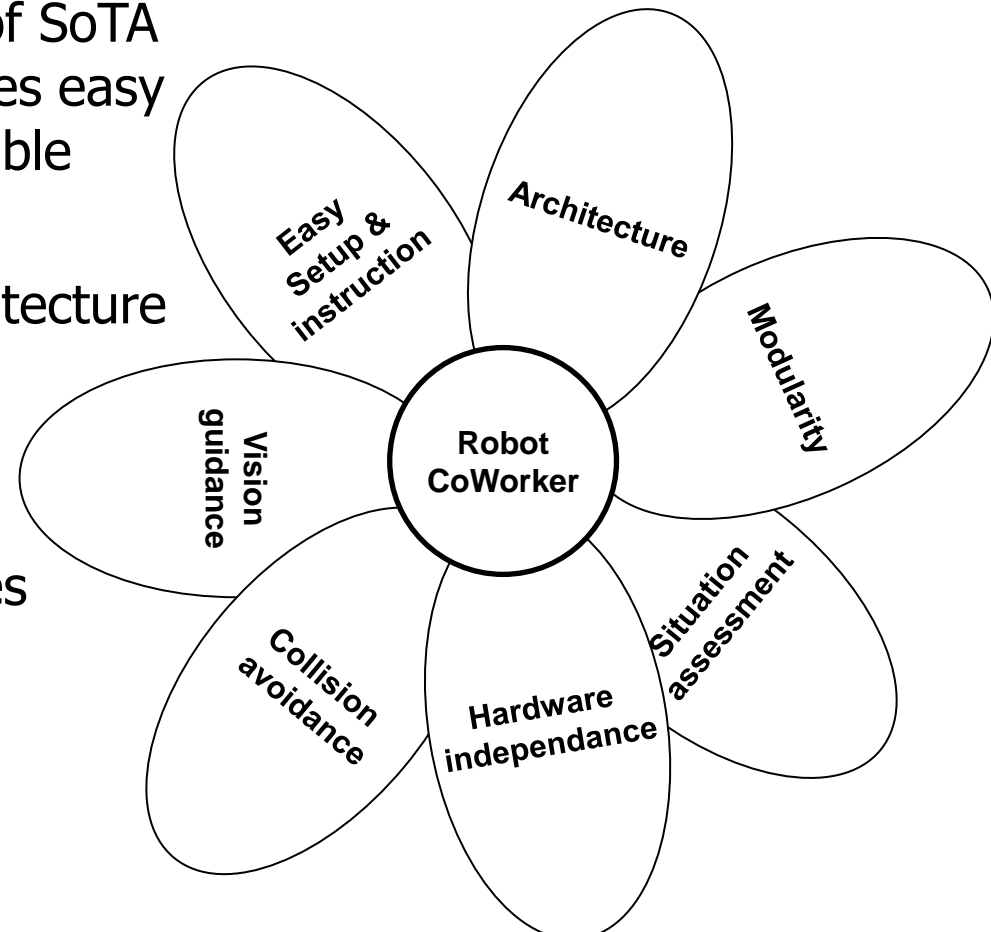 of SoTA
es easy
ble
tecture
es
Easy
Setup &
instruction
Architecture
Modularity
Vision
guidance
Robot
CoWorker
Situation
assessment
Collision
avoidance
Hardware
independance